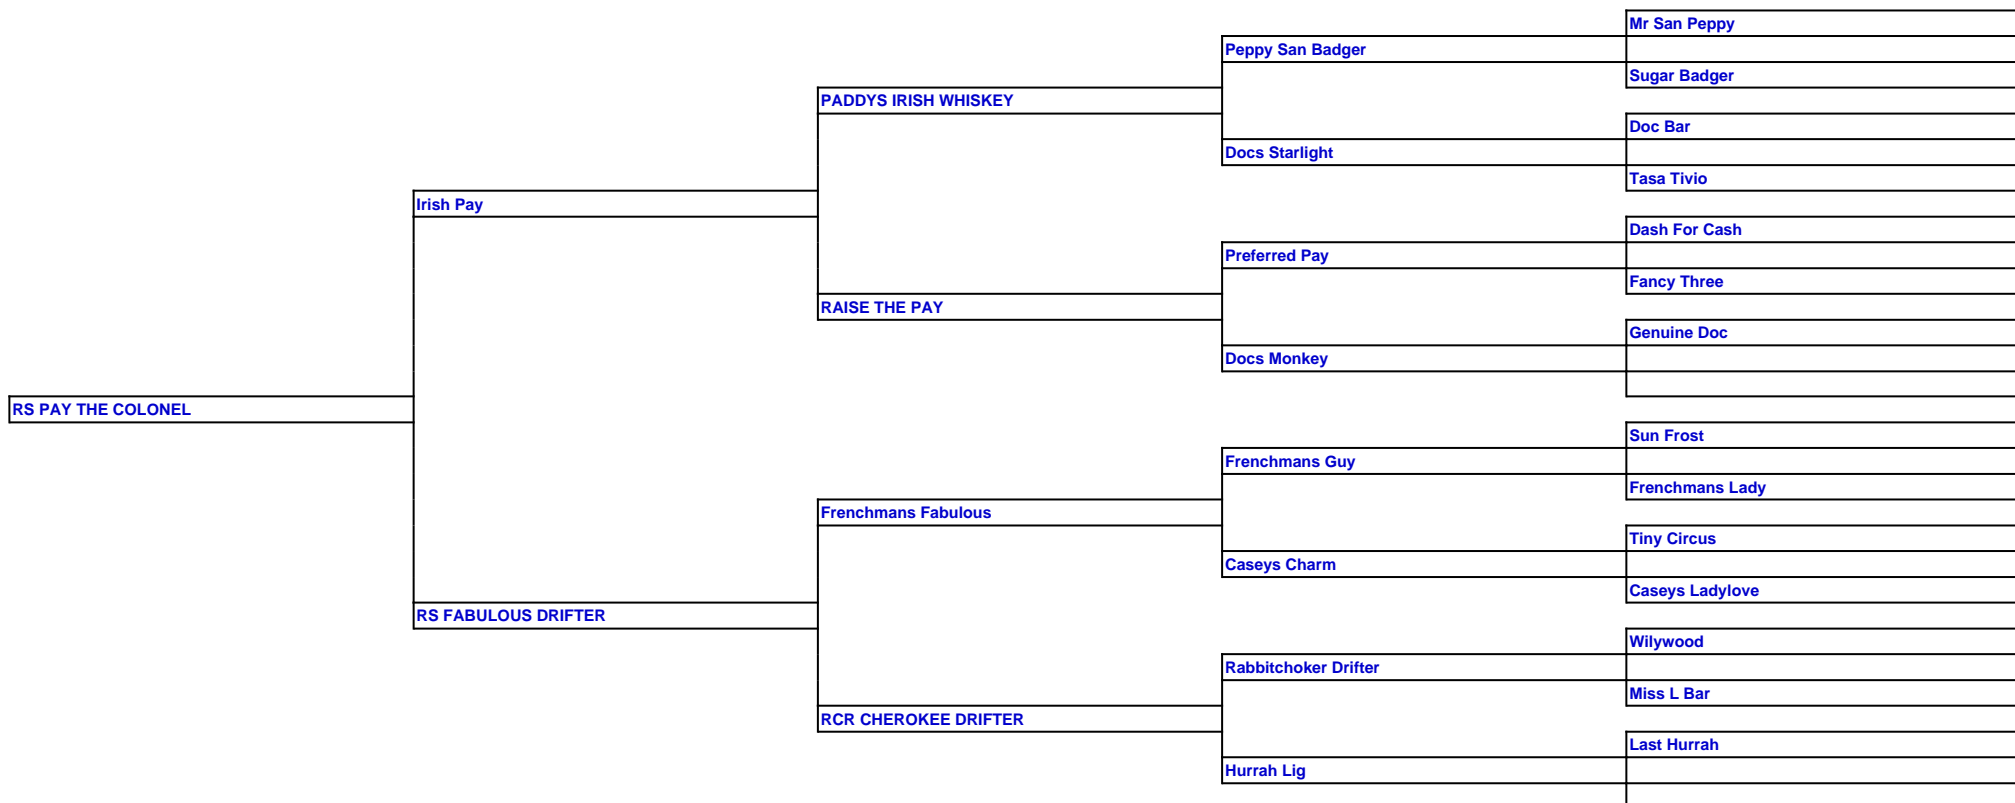 Mr San Peppy
Peppy San Badger
Sugar Badger
PADDYS IRISH WHISKEY
Doc Bar
Docs Starlight
Tasa Tivio
Irish Pay
Dash For Cash
Preferred Pay
Fancy Three
RAISE THE PAY
Genuine Doc
Docs Monkey
RS PAY THE COLONEL
Sun Frost
Frenchmans Guy
Frenchmans Lady
Frenchmans Fabulous
Tiny Circus
Caseys Charm
Caseys Ladylove
RS FABULOUS DRIFTER
Wilywood
Rabbitchoker Drifter
Miss L Bar
RCR CHEROKEE DRIFTER
Last Hurrah
Hurrah Lig